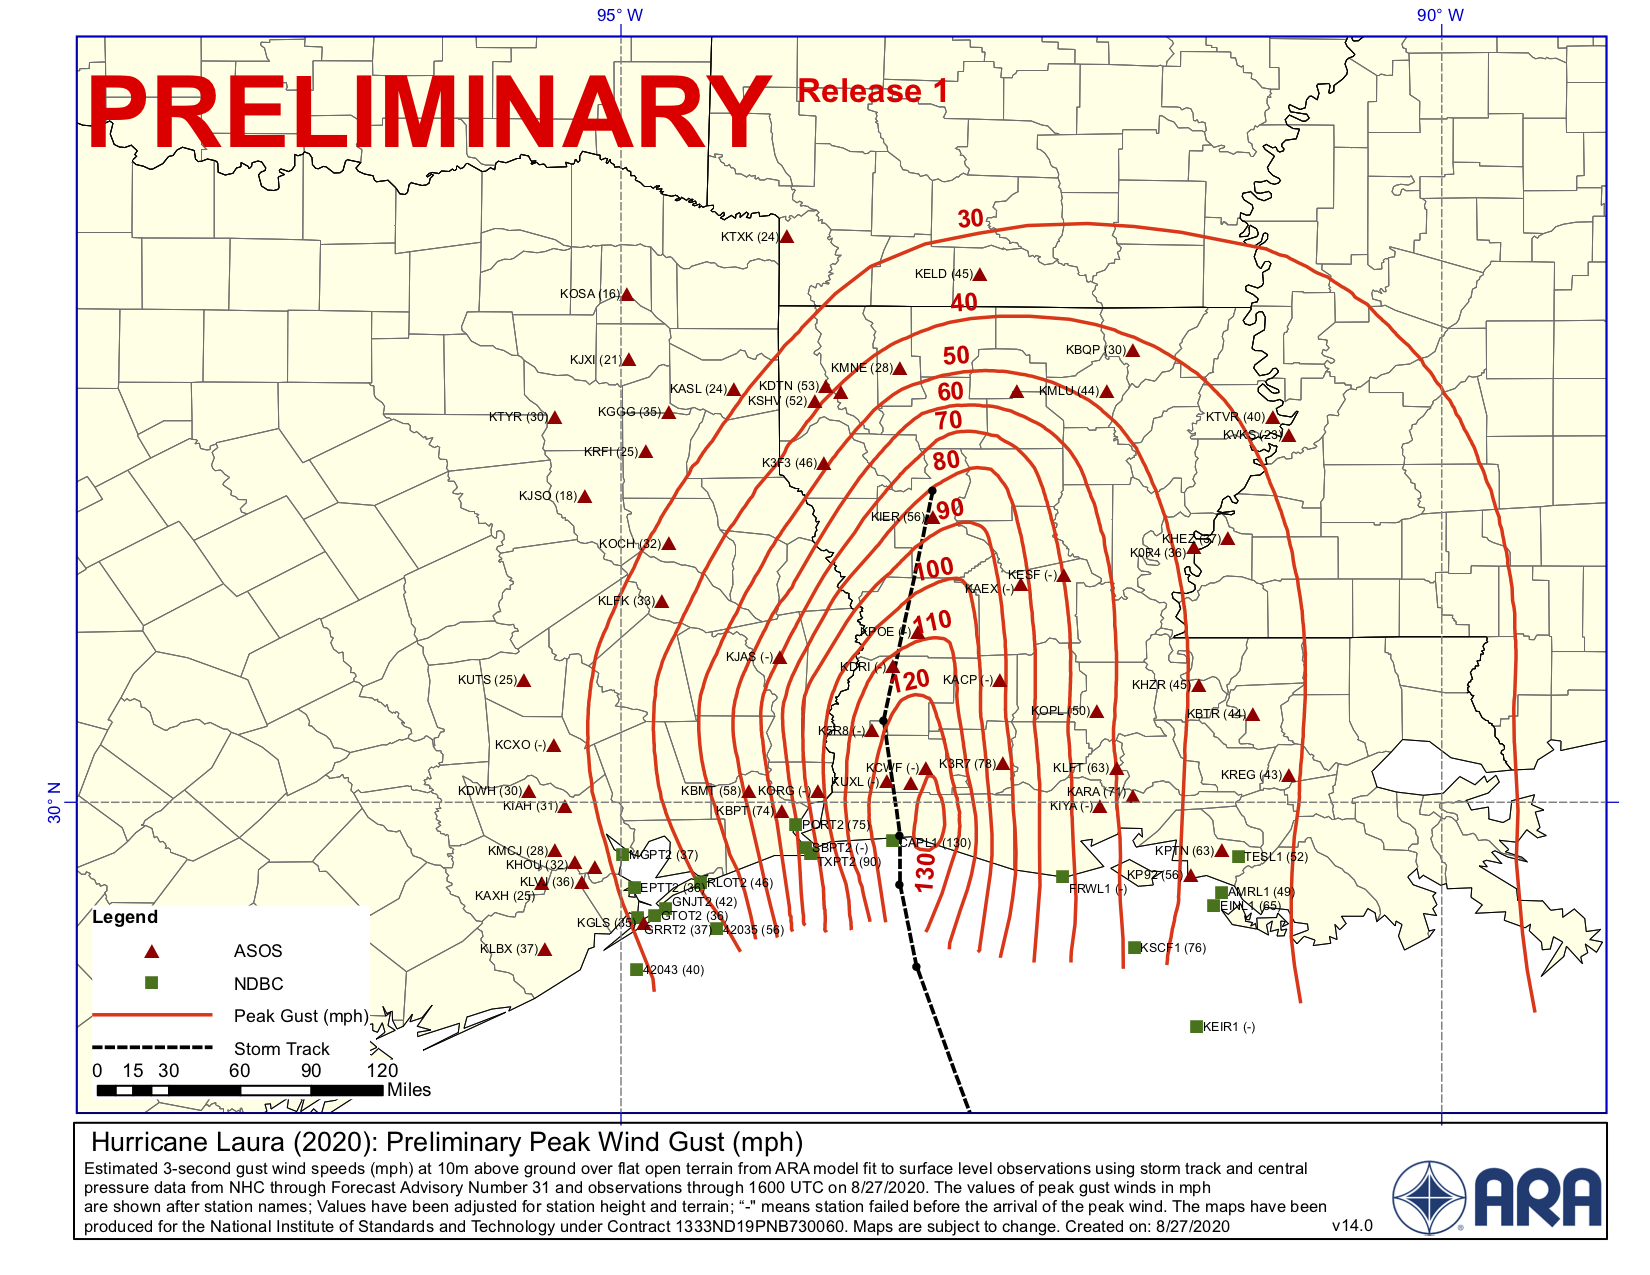 95° W
90° W
PRELIMINARY Release 1
30
KTXK (24)
KELD (45)
KOSA (16)
40
KBQP (30)
50
KJXI (21)
KMNE (28)
KASL (24)
KDTN (53)
60
KMLU (44)
KSHV (52)
KTYR (30)
KGGG (35)
70
KTVR (40)
KVKS (23)
KRFI (25)
K3F3 (46)
80
KJSO (18)
KIER (56)
90
KOCH (32)
KHEZ (37)
K0R4 (36)
100
KESF (-)
KAEX (-)
KLFK (33)
110
KPOE (-)
KJAS (-)
KDRI (-)
KUTS (25)
120
KACP (-)
KHZR (45)
KOPL (50)
KBTR (44)
K5R8 (-)
KCXO (-)
KCWF (-)
K3R7 (78)
KLFT (63)
KREG (43)
KUXL (-)
KDWH (30)
KBMT (58)
KORG (-)
KARA (71)
30° N
KIAH (31)
KBPT (74)
KIYA (-)
PORT2 (75)
KMCJ (28)
MGPT2 (37)
SBPT2 (-)
CAPL1 (130)
KPTN (63)
TESL1 (52)
KHOU (32)
TXPT2 (90)
130
KLVJ (36)
RLOT2 (46)
KP92 (56)
KAXH (25)
EPTT2 (36)
FRWL1 (-)
AMRL1 (49)
GNJT2 (42)
EINL1 (65)
KGLS (35)
GTOT2 (36)
GRRT2 (37)
42035 (56)
KLBX (37)
KSCF1 (76)
42043 (40)
KEIR1 (-)
Legend
ASOS
NDBC
Peak Gust (mph)
Storm Track
0 15 30 60 90 120
Miles
Hurricane Laura (2020): Preliminary Peak Wind Gust (mph)
Estimated 3-second gust wind speeds (mph) at 10m above ground over flat open terrain from ARA model fit to surface level observations using storm track and central
pressure data from NHC through Forecast Advisory Number 31 and observations through 1600 UTC on 8/27/2020. The values of peak gust winds in mph
are shown after station names; Values have been adjusted for station height and terrain; “-" means station failed before the arrival of the peak wind. The maps have been
produced for the National Institute of Standards and Technology under Contract 1333ND19PNB730060. Maps are subject to change. Created on: 8/27/2020
v14.0
ARA